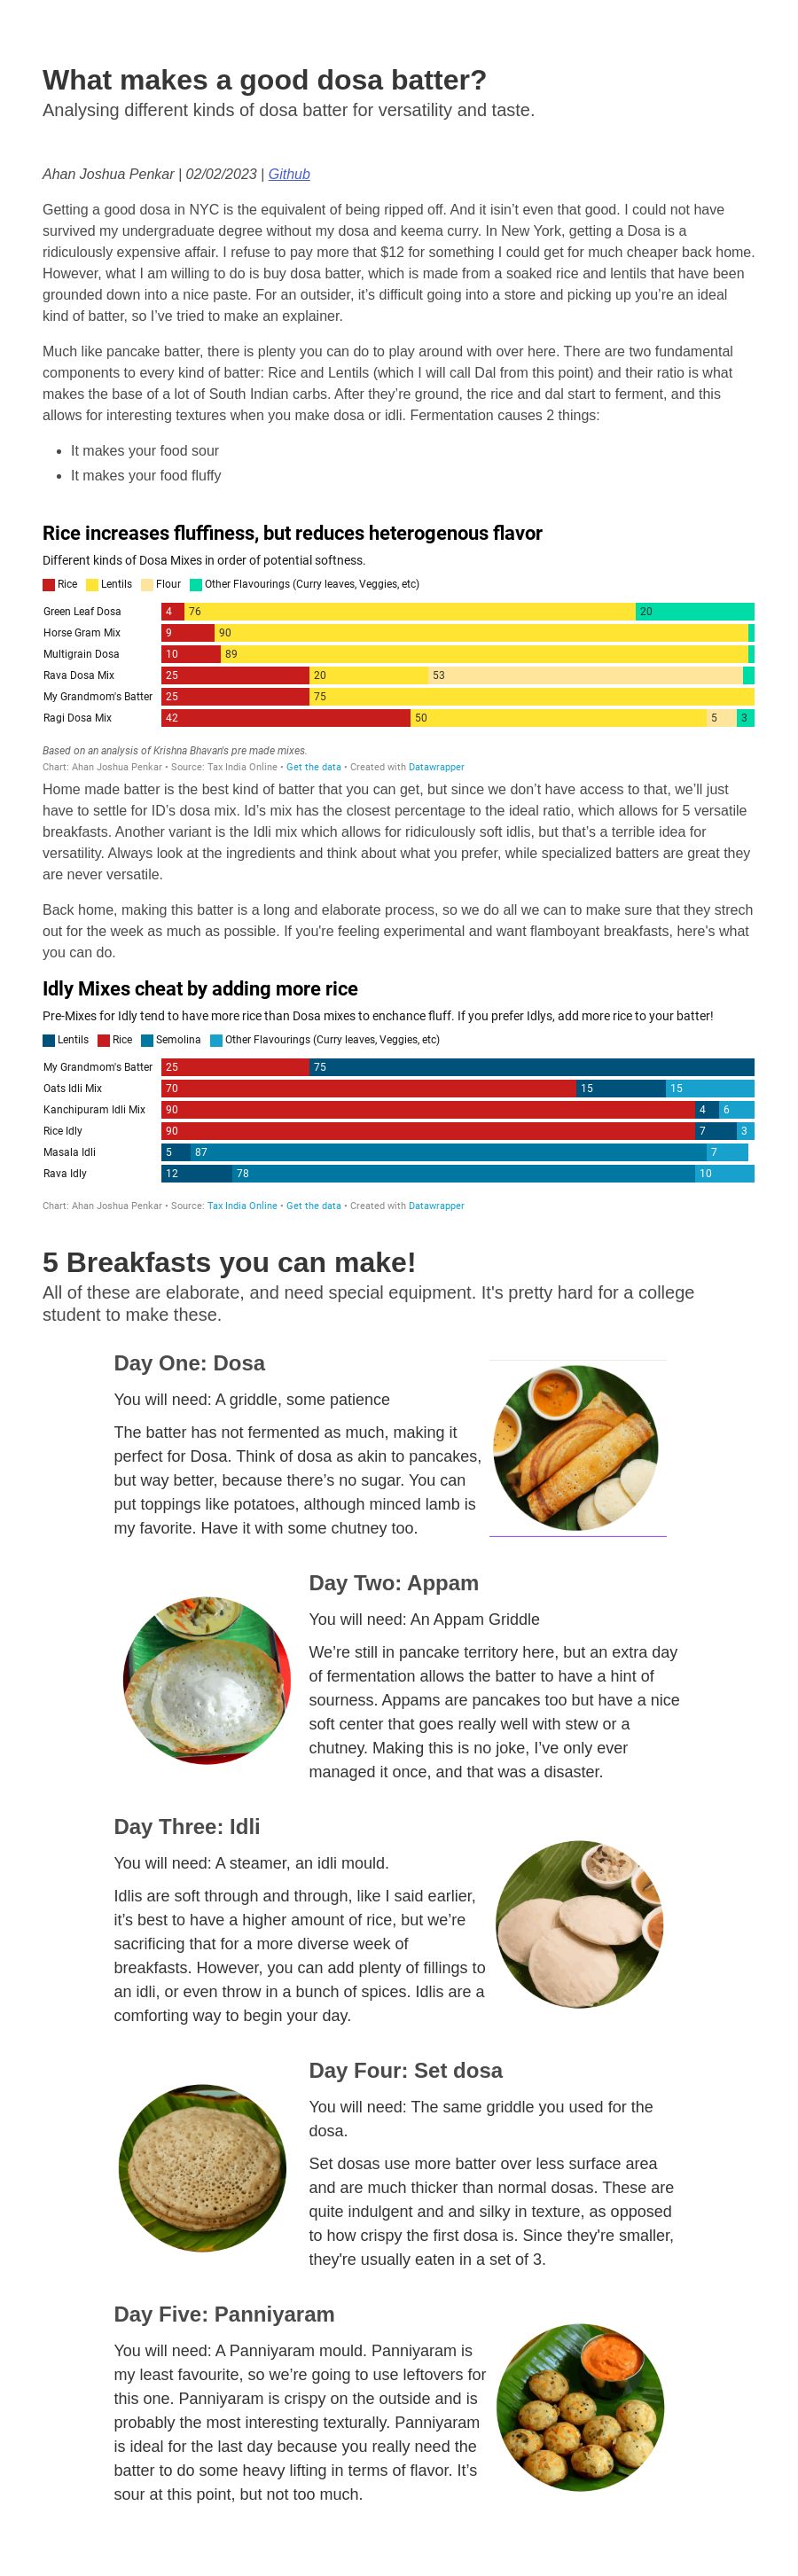 What makes a good dosa batter?
Analysing different kinds of dosa batter for versatility and taste.
Ahan Joshua Penkar | 02/02/2023 | Github
Getting a good dosa in NYC is the equivalent of being ripped off. And it isin’t even that good. I could not have
survived my undergraduate degree without my dosa and keema curry. In New York, getting a Dosa is a
ridiculously expensive affair. I refuse to pay more that $12 for something I could get for much cheaper back home.
However, what I am willing to do is buy dosa batter, which is made from a soaked rice and lentils that have been
grounded down into a nice paste. For an outsider, it’s difficult going into a store and picking up you’re an ideal
kind of batter, so I’ve tried to make an explainer.
Much like pancake batter, there is plenty you can do to play around with over here. There are two fundamental
components to every kind of batter: Rice and Lentils (which I will call Dal from this point) and their ratio is what
makes the base of a lot of South Indian carbs. After they’re ground, the rice and dal start to ferment, and this
allows for interesting textures when you make dosa or idli. Fermentation causes 2 things:
• It makes your food sour
• It makes your food fluffy
Rice increases fluffiness, but reduces heterogenous flavor
Different kinds of Dosa Mixes in order of potential softness.
Rice Lentils Flour Other Flavourings (Curry leaves, Veggies, etc)
Green Leaf Dosa 4 76 20
Horse Gram Mix 9 90
Multigrain Dosa 10 89
Rava Dosa Mix 25 20 53
My Grandmom's Batter 25 75
Ragi Dosa Mix 42 50 5 3
Based on an analysis of Krishna Bhavan's pre made mixes.
Chart: Ahan Joshua Penkar • Source: Tax India Online • Get the data • Created with Datawrapper
Home made batter is the best kind of batter that you can get, but since we don’t have access to that, we’ll just
have to settle for ID’s dosa mix. Id’s mix has the closest percentage to the ideal ratio, which allows for 5 versatile
breakfasts. Another variant is the Idli mix which allows for ridiculously soft idlis, but that’s a terrible idea for
versatility. Always look at the ingredients and think about what you prefer, while specialized batters are great they
are never versatile.
Back home, making this batter is a long and elaborate process, so we do all we can to make sure that they strech
out for the week as much as possible. If you're feeling experimental and want flamboyant breakfasts, here's what
you can do.
Idly Mixes cheat by adding more rice
Pre-Mixes for Idly tend to have more rice than Dosa mixes to enchance fluff. If you prefer Idlys, add more rice to your batter!
Lentils Rice Semolina Other Flavourings (Curry leaves, Veggies, etc)
My Grandmom's Batter 25 75
Oats Idli Mix 70 15 15
Kanchipuram Idli Mix 90 4 6
Rice Idly 90 7 3
Masala Idli 5 87 7
Rava Idly 12 78 10
Chart: Ahan Joshua Penkar • Source: Tax India Online • Get the data • Created with Datawrapper
5 Breakfasts you can make!
All of these are elaborate, and need special equipment. It's pretty hard for a college
student to make these.
Day One: Dosa
You will need: A griddle, some patience
The batter has not fermented as much, making it
perfect for Dosa. Think of dosa as akin to pancakes,
but way better, because there’s no sugar. You can
put toppings like potatoes, although minced lamb is
my favorite. Have it with some chutney too.
Day Two: Appam
You will need: An Appam Griddle
We’re still in pancake territory here, but an extra day
of fermentation allows the batter to have a hint of
sourness. Appams are pancakes too but have a nice
soft center that goes really well with stew or a
chutney. Making this is no joke, I’ve only ever
managed it once, and that was a disaster.
Day Three: Idli
You will need: A steamer, an idli mould.
Idlis are soft through and through, like I said earlier,
it’s best to have a higher amount of rice, but we’re
sacrificing that for a more diverse week of
breakfasts. However, you can add plenty of fillings to
an idli, or even throw in a bunch of spices. Idlis are a
comforting way to begin your day.
Day Four: Set dosa
You will need: The same griddle you used for the
dosa.
Set dosas use more batter over less surface area
and are much thicker than normal dosas. These are
quite indulgent and and silky in texture, as opposed
to how crispy the first dosa is. Since they're smaller,
they're usually eaten in a set of 3.
Day Five: Panniyaram
You will need: A Panniyaram mould. Panniyaram is
my least favourite, so we’re going to use leftovers for
this one. Panniyaram is crispy on the outside and is
probably the most interesting texturally. Panniyaram
is ideal for the last day because you really need the
batter to do some heavy lifting in terms of flavor. It’s
sour at this point, but not too much.